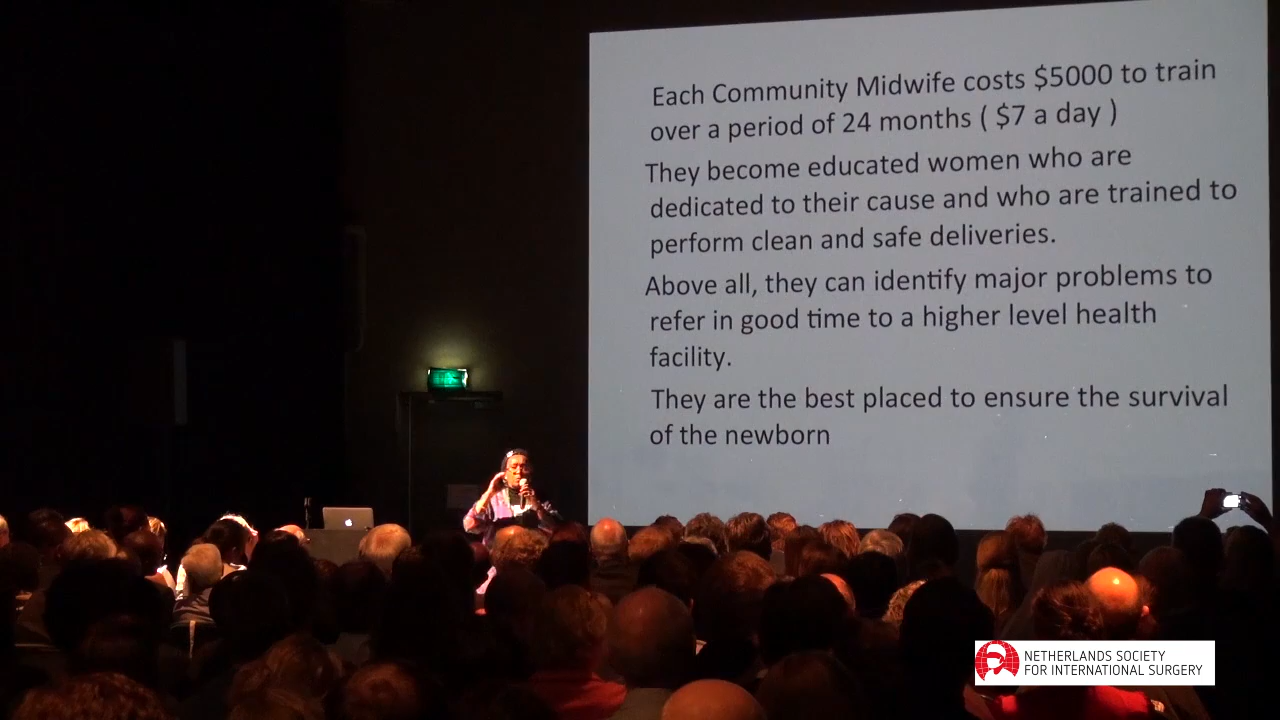 Each Community Midwife costs $5000 to train
over a period of 24 months ( $7 a day )
They become educated women who are
dedicated to their cause and who are trained to
perform clean and safe deliveries.
Above all, they can identify major problems to
refer in good time to a higher level health
facility.
They are the best placed to ensure the survival
of the newborn
NETHERLANDS SOCIETY
FOR INTERNATIONAL SURGERY